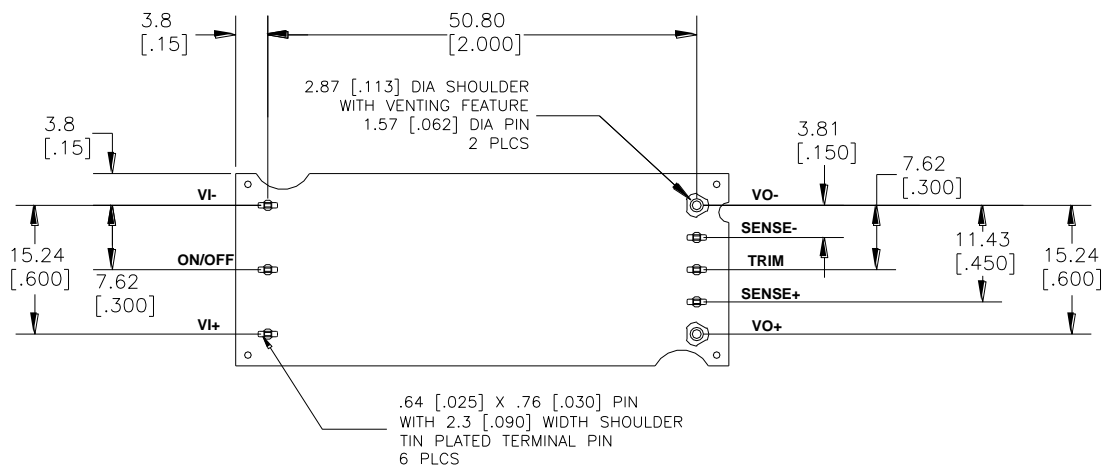 3.8
[.15]
50.80
[2.000]
2.87 [.113] DIA SHOULDER
WITH VENTING FEATURE
1.57 [.062] DIA PIN
2 PLCS
3.8
[.15]
3.81
[.150]
7.62
[.300]
VI-
VO-
SENSE-
15.24
[.600]
ON/OFF
7.62
[.300]
TRIM
11.43
[.450]
15.24
[.600]
SENSE+
VI+
VO+
.64 [.025] X .76 [.030] PIN
WITH 2.3 [.090] WIDTH SHOULDER
TIN PLATED TERMINAL PIN
6 PLCS